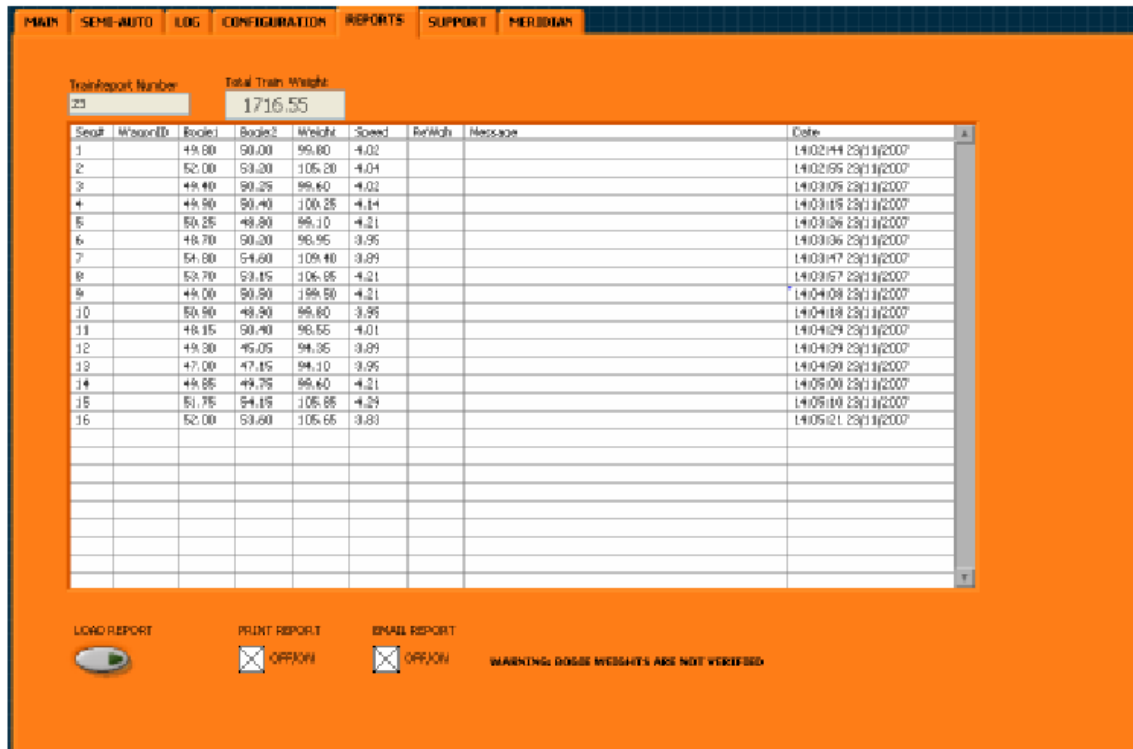 MAIN SEMI-AUTO LOG CONFIGURATION REPORTS SUPPORT MERIDIAN
TrainReport Number Total Train Weight
23 1716.55
Seq# WagonID Bogie1 Bogie2 Weight Speed ReWgh Message Date
1 49.80 50.00 99.80 4.02 14:02:44 23/11/2007
2 52.00 53.20 105.20 4.04 14:02:55 23/11/2007
3 49.40 50.25 99.60 4.02 14:03:05 23/11/2007
4 49.90 50.40 100.25 4.14 14:03:15 23/11/2007
5 50.25 48.80 99.10 4.21 14:03:26 23/11/2007
6 48.70 50.20 98.95 3.95 14:03:36 23/11/2007
7 54.80 54.60 109.40 3.89 14:03:47 23/11/2007
8 53.70 53.15 106.85 4.21 14:03:57 23/11/2007
9 49.00 50.50 199.50 4.21 14:04:08 23/11/2007
10 50.90 48.90 99.80 3.95 14:04:18 23/11/2007
11 48.15 50.40 98.55 4.01 14:04:29 23/11/2007
12 49.30 45.05 94.35 3.89 14:04:39 23/11/2007
13 47.00 47.15 94.10 3.95 14:04:50 23/11/2007
14 49.85 49.75 99.60 4.21 14:05:00 23/11/2007
15 51.75 54.15 105.85 4.29 14:05:10 23/11/2007
16 52.00 53.60 105.65 3.83 14:05:21 23/11/2007
LOAD REPORT PRINT REPORT EMAIL REPORT
OFF/ON OFF/ON WARNING: BOGIE WEIGHTS ARE NOT VERIFIED